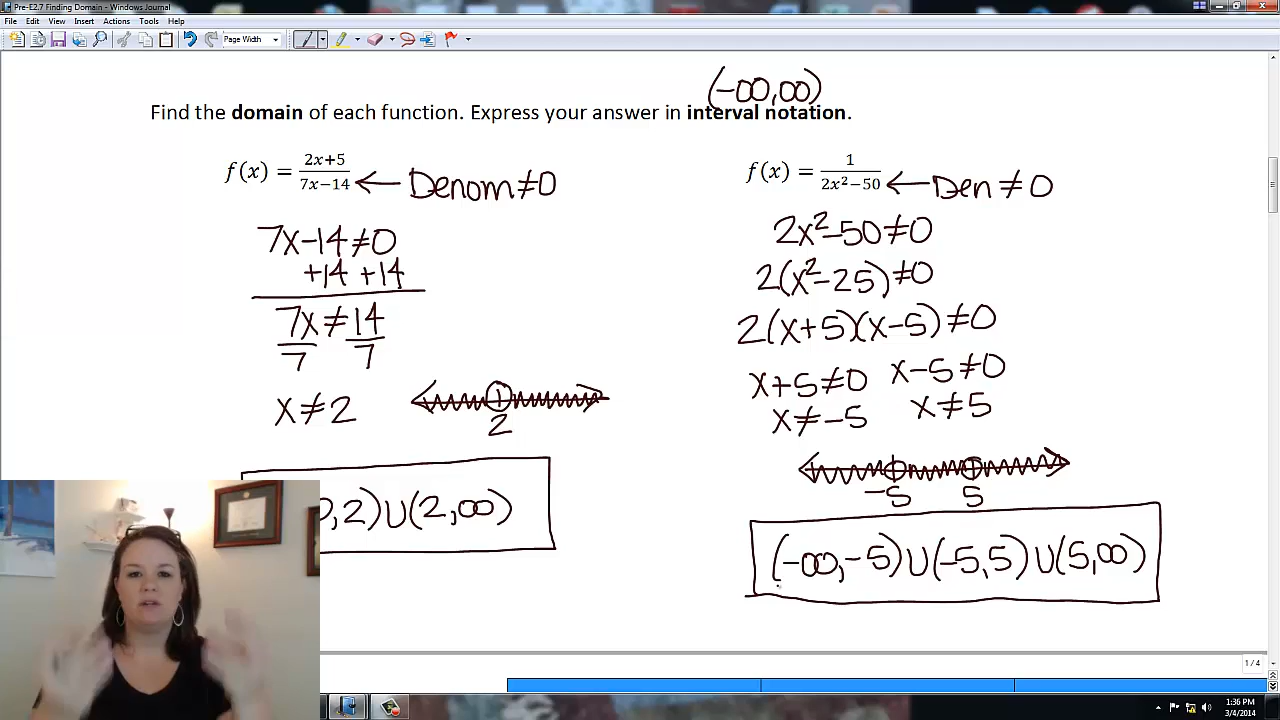 Pre-E2.7 Finding Domain - Windows Journal
File Edit View Insert Actions Tools Help
Page Width
(-∞,∞)
Find the domain of each function. Express your answer in interval notation.
f(x) = 2x+5/7x−14 ← Denom≠0
7x-14≠0
+14 +14
7x≠14
7 7
x≠2
2
,2)∪(2,∞)
f(x) = 1/2x²−50 ← Den≠0
2x²-50≠0
2(x²-25)≠0
2(x+5)(x-5)≠0
x+5≠0 x-5≠0
x≠-5 x≠5
-5 5
(-∞,-5)∪(-5,5)∪(5,∞)
1/4
1:36 PM
3/4/2014